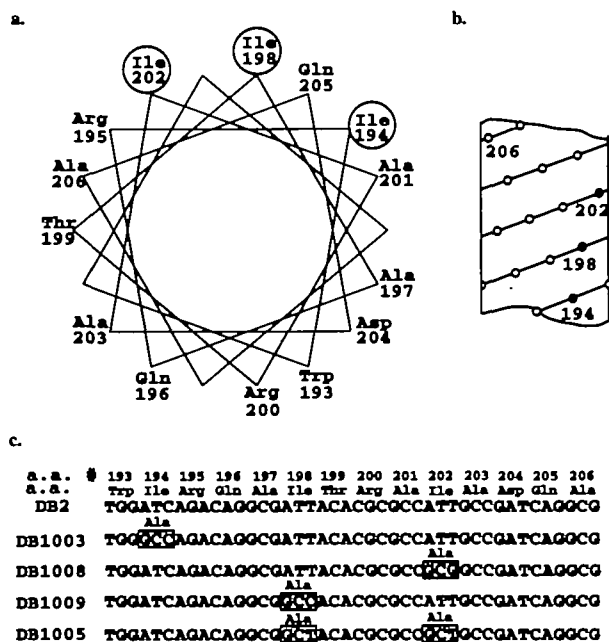 a.
b.
Ile
202
Ile
198
Gln
205
Arg
195
Ile
194
Ala
206
Ala
201
Thr
199
Ala
197
Ala
203
Asp
204
Gln
196
Trp
193
Arg
200
206
202
198
194
c.
a.a. # 193 194 195 196 197 198 199 200 201 202 203 204 205 206
a.a. Trp Ile Arg Gln Ala Ile Thr Arg Ala Ile Ala Asp Gln Ala
DB2 TGGATCAGACAGGCGATTACACGCGCCATTGCCGATCAGGCG
Ala
DB1003 TGGGCCAGACAGGCGATTACACGCGCCATTGCCGATCAGGCG
Ala
DB1008 TGGATCAGACAGGCGATTACACGCGCCGCGGCCGATCAGGCG
Ala
DB1009 TGGATCAGACAGGCGGCCACACGCGCCATTGCCGATCAGGCG
Ala Ala
DB1005 TGGATCAGACAGGCGGCTACACGCGCCGCTGCCGATCAGGCG